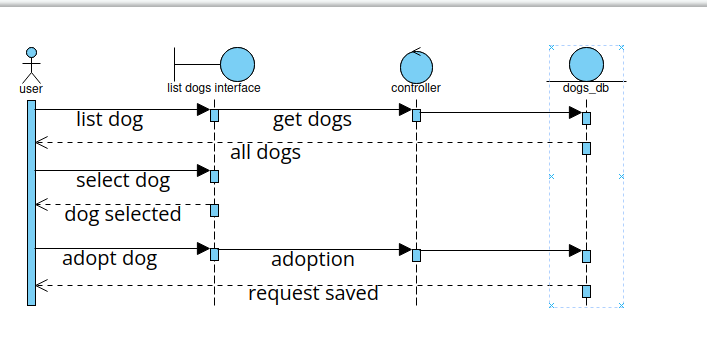 user
list dogs interface
controller
dogs_db
list dog
get dogs
all dogs
select dog
dog selected
adopt dog
adoption
request saved